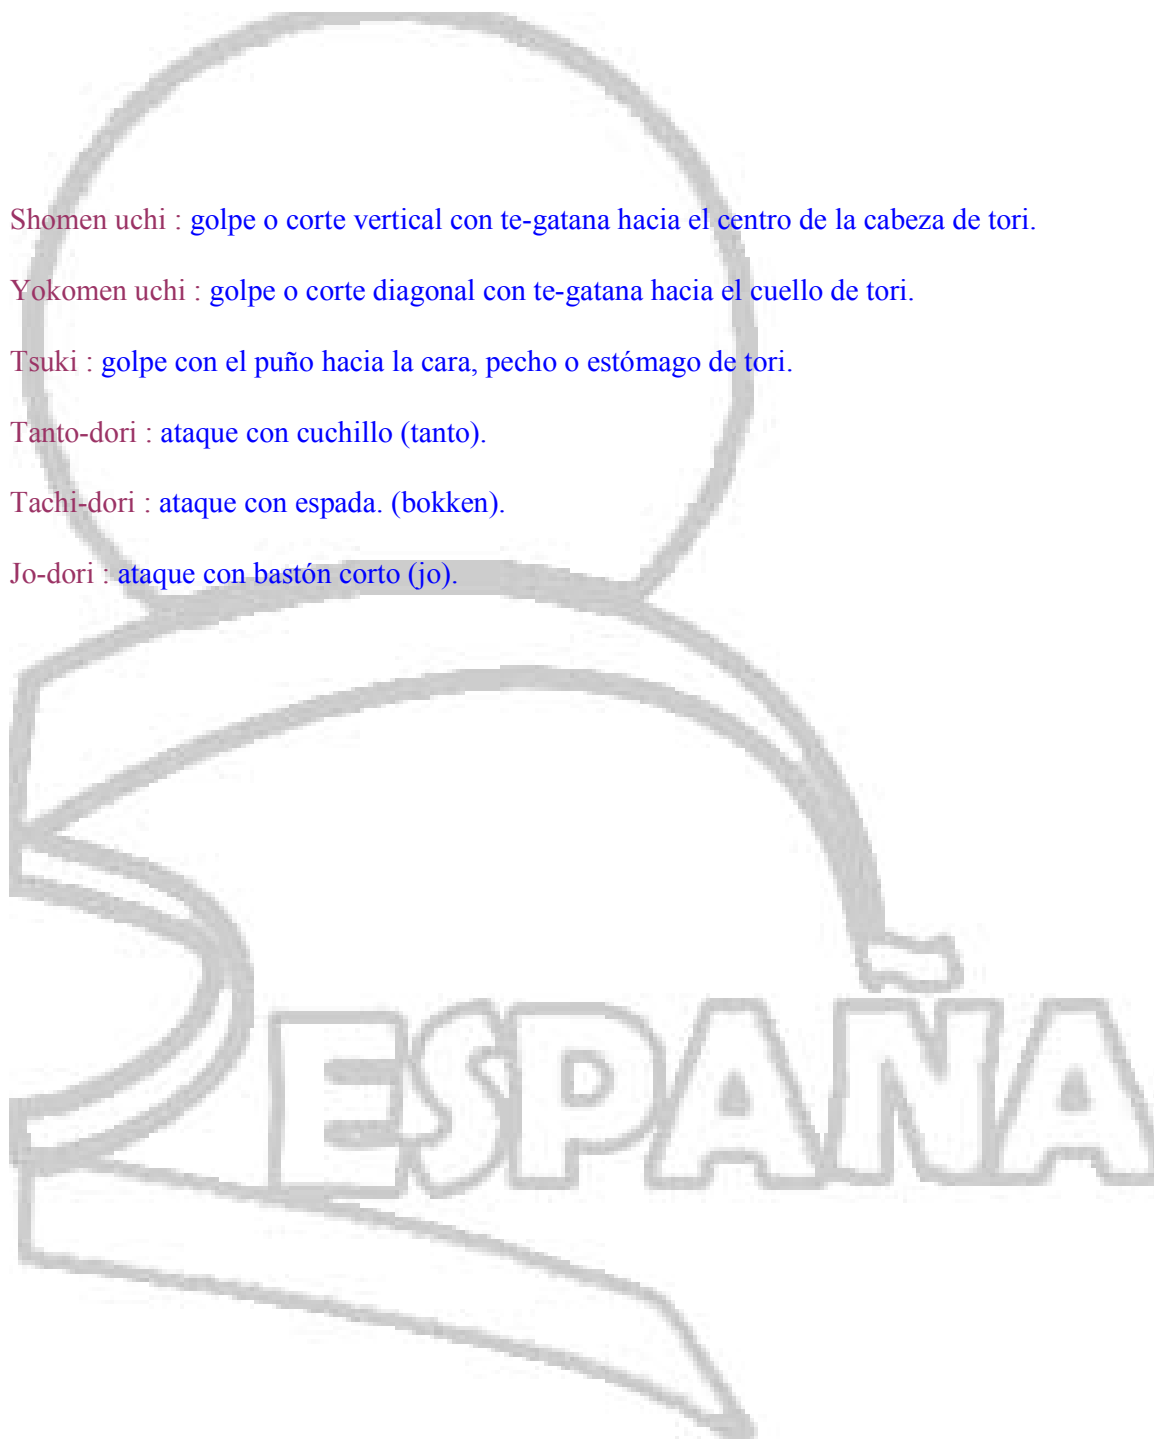 Shomen uchi : golpe o corte vertical con te-gatana hacia el centro de la cabeza de tori.
Yokomen uchi : golpe o corte diagonal con te-gatana hacia el cuello de tori.
Tsuki : golpe con el puño hacia la cara, pecho o estómago de tori.
Tanto-dori : ataque con cuchillo (tanto).
Tachi-dori : ataque con espada. (bokken).
Jo-dori : ataque con bastón corto (jo).
ESPAÑA